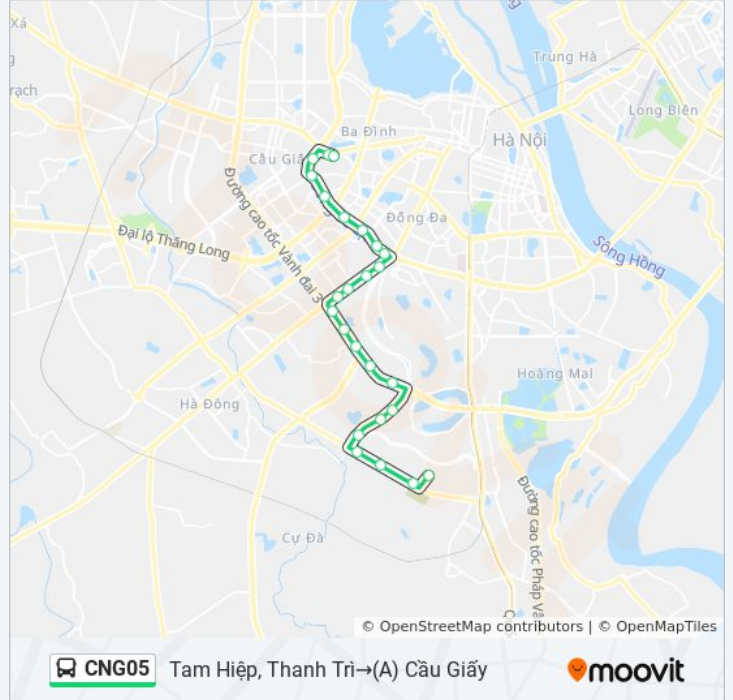 Xá
rạch
Trung Hà
Long Biên
Ba Đình
Hà Nội
Cầu Giấ
Đống Đa
Đường cao tốc Vành đai 3
Đại lộ Thăng Long
Sông Hồng
Hoàng Mai
Hà Đông
Đường cao tốc Pháp Vâ
Cự Đà
© OpenStreetMap contributors | © OpenMapTiles
CNG05 Tam Hiệp, Thanh Trì→(A) Cầu Giấy
moovit